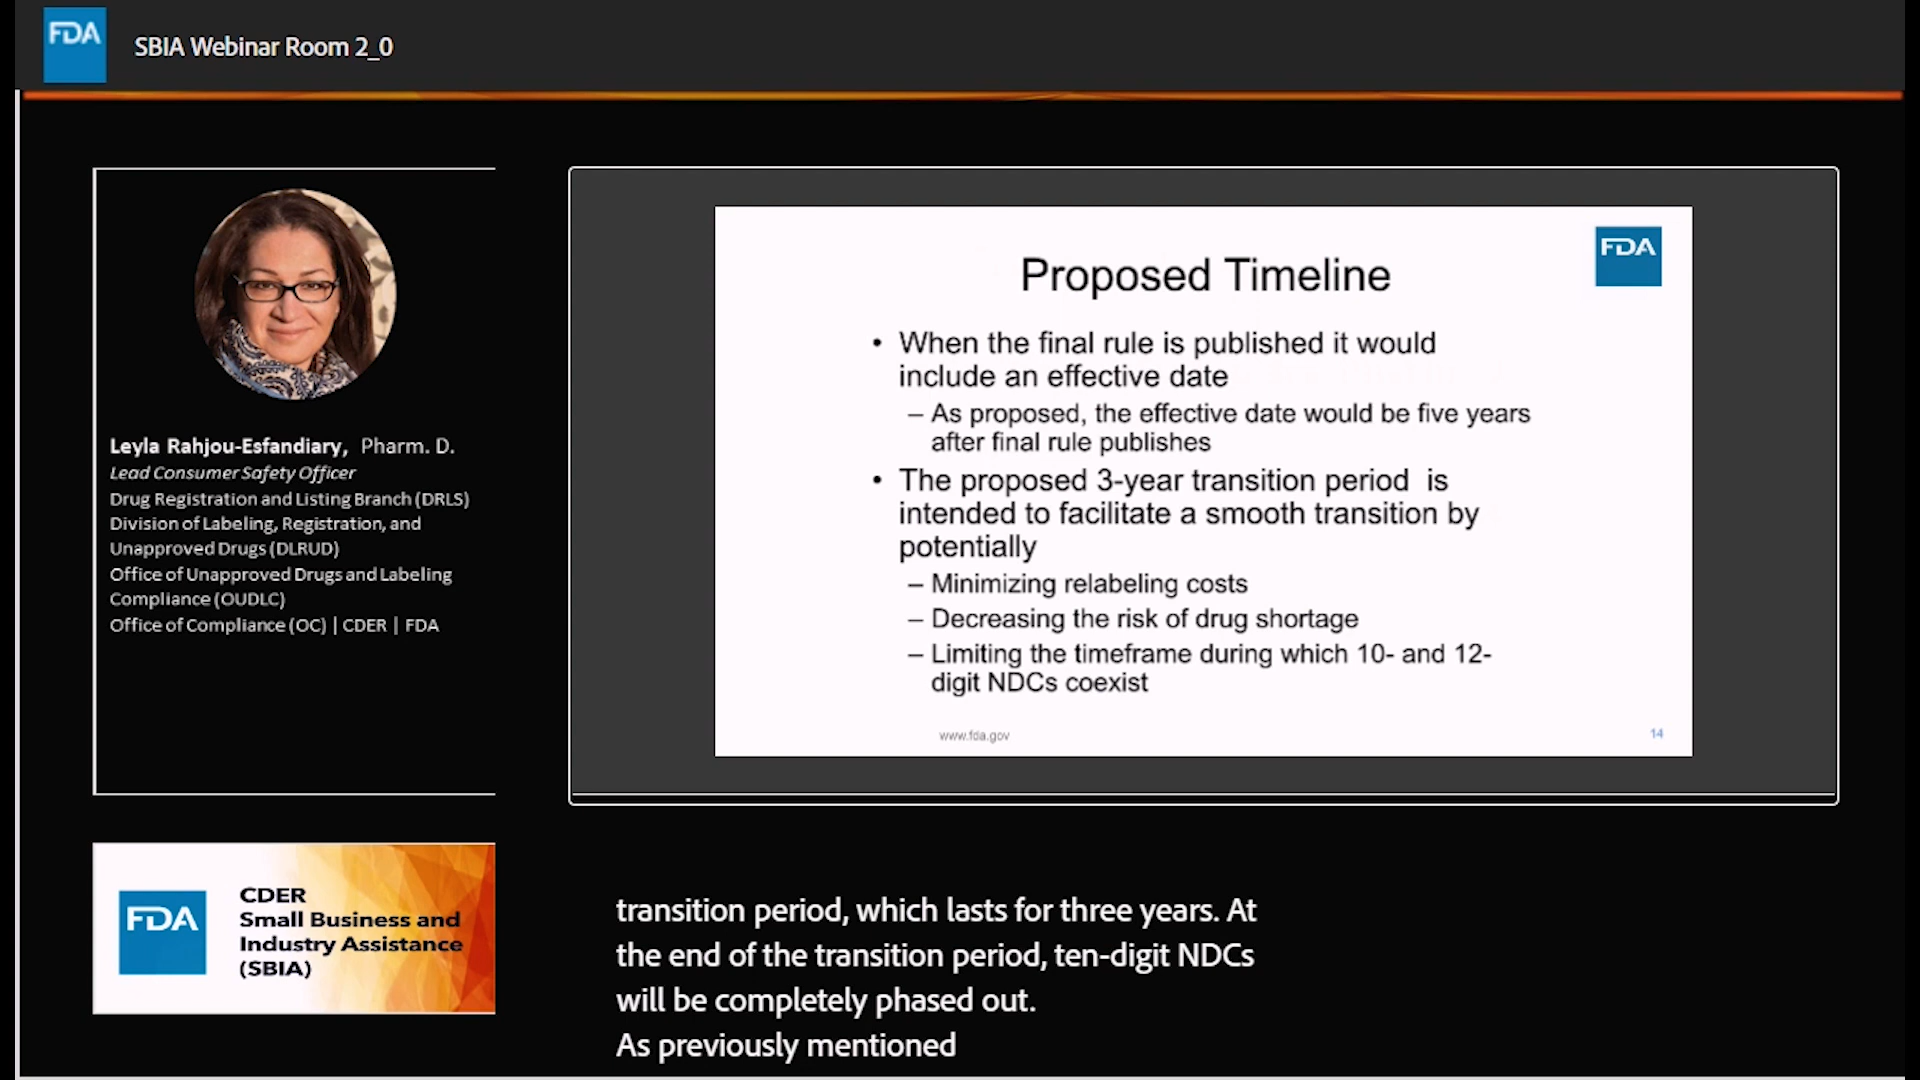 FDA
SBIA Webinar Room 2_0
Leyla Rahjou-Esfandiary, Pharm. D.
Lead Consumer Safety Officer
Drug Registration and Listing Branch (DRLS)
Division of Labeling, Registration, and
Unapproved Drugs (DLRUD)
Office of Unapproved Drugs and Labeling
Compliance (OUDLC)
Office of Compliance (OC) | CDER | FDA
FDA
Proposed Timeline
• When the final rule is published it would
include an effective date
– As proposed, the effective date would be five years
after final rule publishes
• The proposed 3-year transition period is
intended to facilitate a smooth transition by
potentially
– Minimizing relabeling costs
– Decreasing the risk of drug shortage
– Limiting the timeframe during which 10- and 12-
digit NDCs coexist
www.fda.gov
14
FDA
CDER
Small Business and
Industry Assistance
(SBIA)
transition period, which lasts for three years. At
the end of the transition period, ten-digit NDCs
will be completely phased out.
As previously mentioned